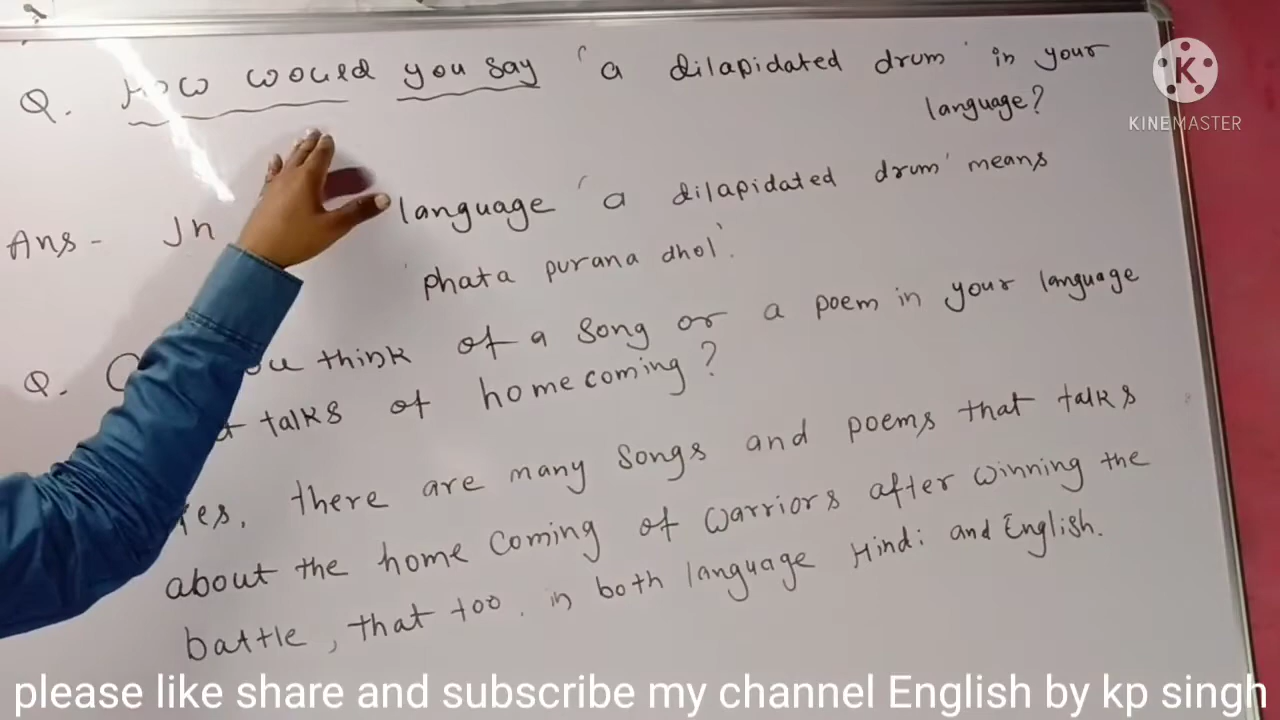 Q. How would you say 'a dilapidated drum' in your
language?
Ans- In language 'a dilapidated drum' means
'phata purana dhol'.
Q. think of a song or a poem in your language
talks of homecoming?
there are many songs and poems that talks
about the home coming of warriors after winning the
battle, that too. in both language Hindi and English.
K
KINEMASTER
please like share and subscribe my channel English by kp singh